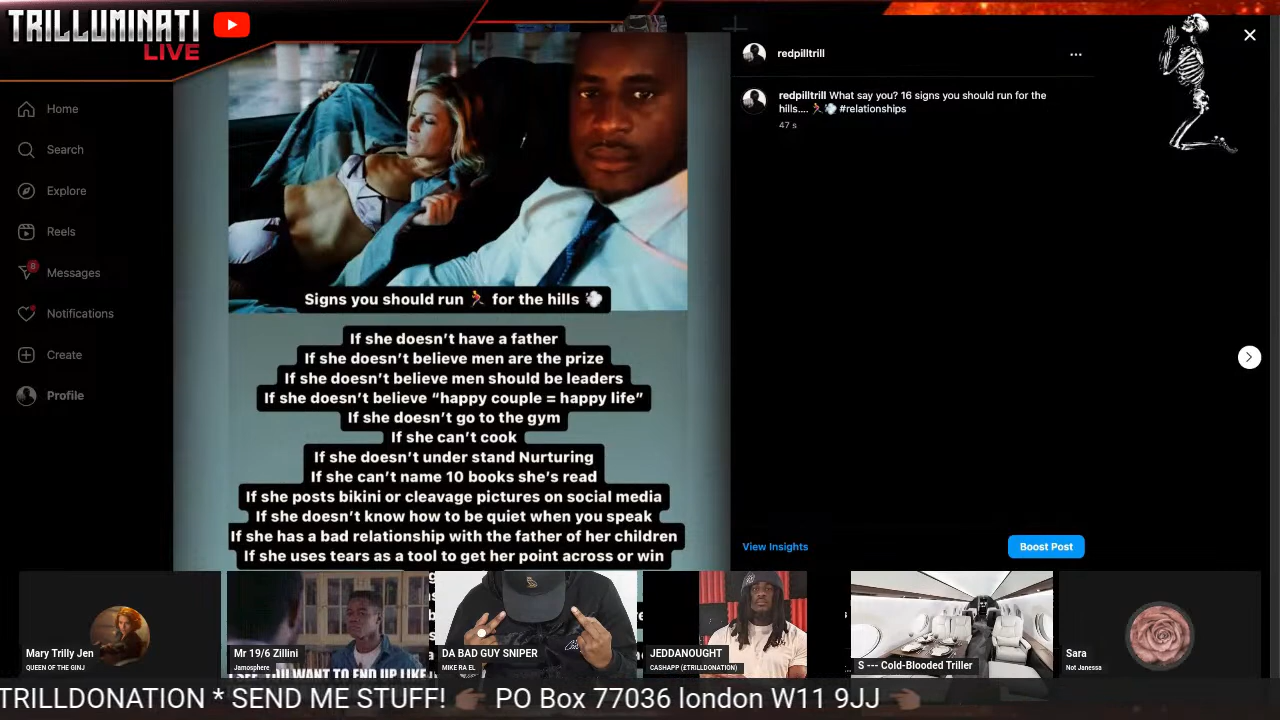 TRILLUMINATI
LIVE
Home
Search
Explore
Reels
8
Messages
Notifications
Create
Profile
redpilltrill
redpilltrill What say you? 16 signs you should run for the
hills.... 🏃💨 #relationships
47 s
Signs you should run 🏃 for the hills 💨
If she doesn't have a father
If she doesn't believe men are the prize
If she doesn't believe men should be leaders
If she doesn't believe “happy couple = happy life”
If she doesn't go to the gym
If she can't cook
If she doesn't under stand Nurturing
If she can't name 10 books she's read
If she posts bikini or cleavage pictures on social media
If she doesn't know how to be quiet when you speak
If she has a bad relationship with the father of her children
If she uses tears as a tool to get her point across or win
View Insights
Boost Post
Mary Trilly Jen
QUEEN OF THE GINJ
Mr 19/6 Zillini
Jamosphere
WANT TO END UP LIKE
DA BAD GUY SNIPER
MIKE RA EL
JEDDANOUGHT
CASHAPP (£TRILLDONATION)
S --- Cold-Blooded Triller
Sara
Not Janessa
TRILLDONATION * SEND ME STUFF! PO Box 77036 london W11 9JJ